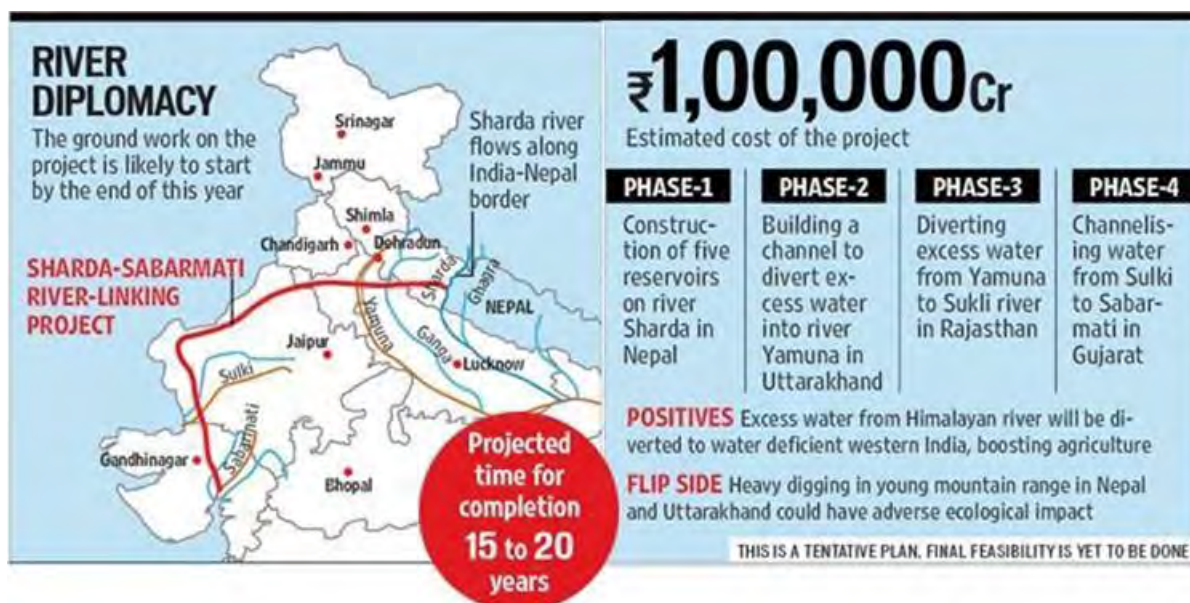 RIVER
DIPLOMACY
The ground work on the
project is likely to start
by the end of this year
SHARDA-SABARMATI
RIVER-LINKING
PROJECT
Srinagar
Jammu
Shimla
Chandigarh
Dehradun
Sharda river
flows along
India-Nepal
border
Sharda
Ghagra
NEPAL
Yamuna
Ganga
Jaipur
Lucknow
Sulki
Sabarmati
Gandhinagar
Bhopal
Projected
time for
completion
15 to 20
years
₹1,00,000Cr
Estimated cost of the project
PHASE-1
Construc-
tion of five
reservoirs
on river
Sharda in
Nepal
PHASE-2
Building a
channel to
divert ex-
cess water
into river
Yamuna in
Uttarakhand
PHASE-3
Diverting
excess water
from Yamuna
to Sukli river
in Rajasthan
PHASE-4
Channelis-
ing water
from Sulki
to Sabar-
mati in
Gujarat
POSITIVES Excess water from Himalayan river will be di-
verted to water deficient western India, boosting agriculture
FLIP SIDE Heavy digging in young mountain range in Nepal
and Uttarakhand could have adverse ecological impact
THIS IS A TENTATIVE PLAN. FINAL FEASIBILITY IS YET TO BE DONE